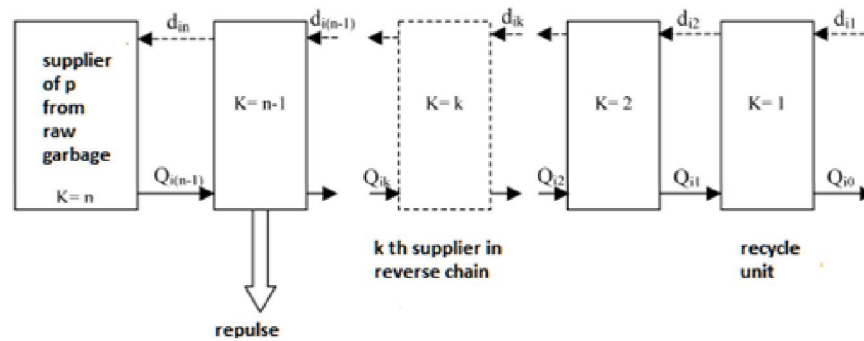 d_in
d_i(n-1)
d_ik
d_i2
d_i1
supplier
of p
from
raw
garbage
K= n
K= n-1
K= k
K= 2
K= 1
Q_i(n-1)
Q_ik
Q_i2
Q_i1
Q_i0
k th supplier in
reverse chain
recycle
unit
repulse